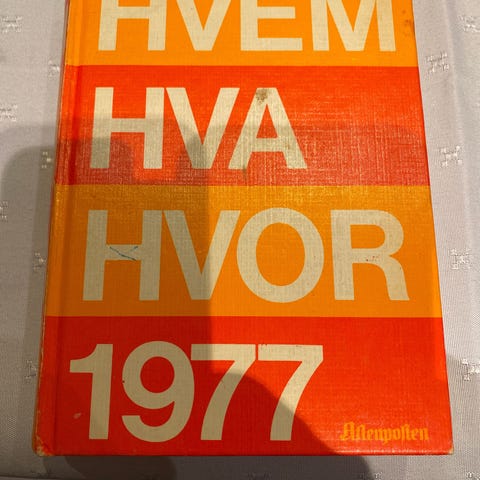 HVEM
HVA
HVOR
1977
Aftenposten